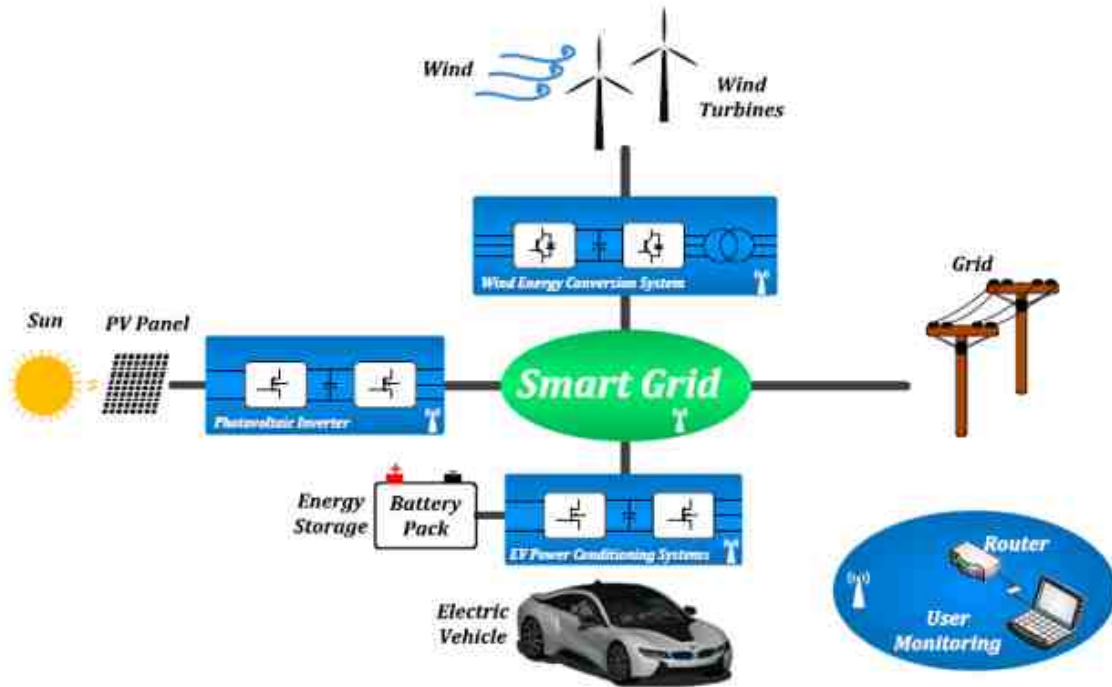 Wind
Wind
Turbines
Wind Energy Conversion System
Grid
Sun
PV Panel
Smart Grid
Photovoltaic Inverter
Energy
Storage
Battery
Pack
EV Power Conditioning Systems
Electric
Vehicle
Router
User
Monitoring